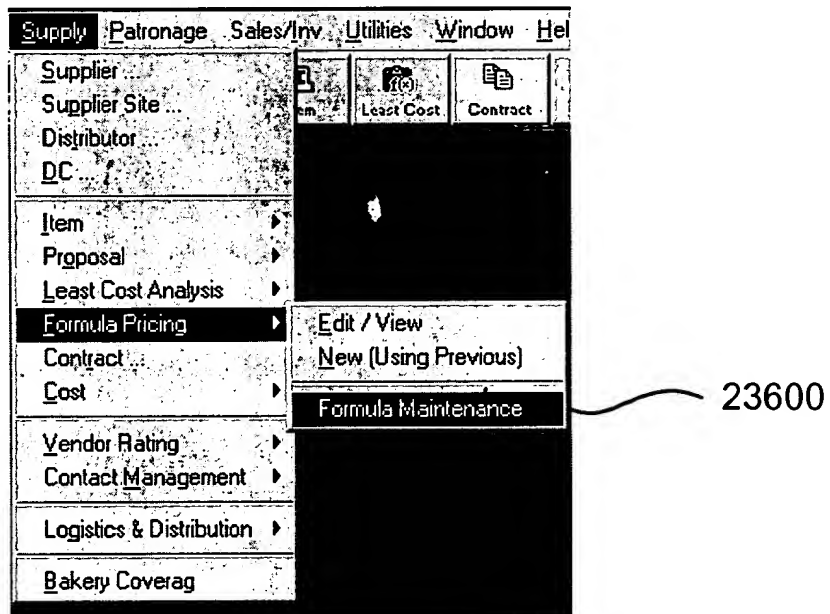 Supply Patronage Sales/Inv Utilities Window Hel
Supplier ...
Supplier Site ...
Distributor ...
DC ...
em Least Cost Contract
Item
Proposal
Least Cost Analysis
Formula Pricing
Contract ...
Cost
Edit / View
New (Using Previous)
Formula Maintenance
23600
Vendor Rating
Contact Management
Logistics & Distribution
Bakery Coverag